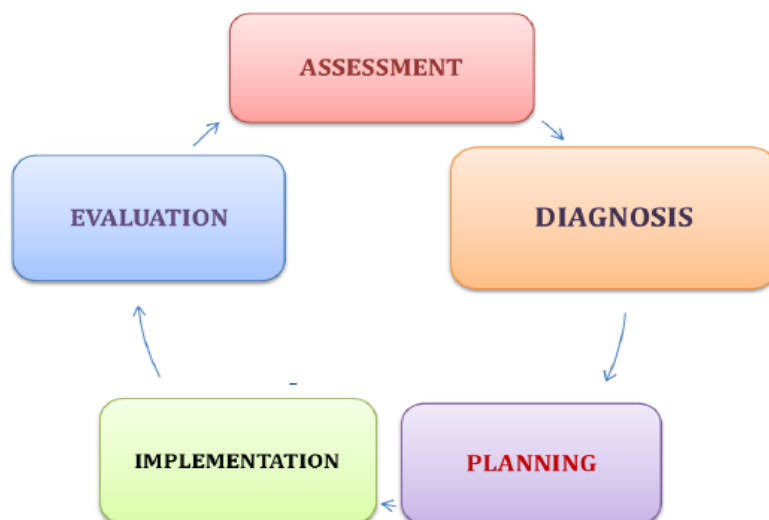 ASSESSMENT
DIAGNOSIS
PLANNING
IMPLEMENTATION
EVALUATION